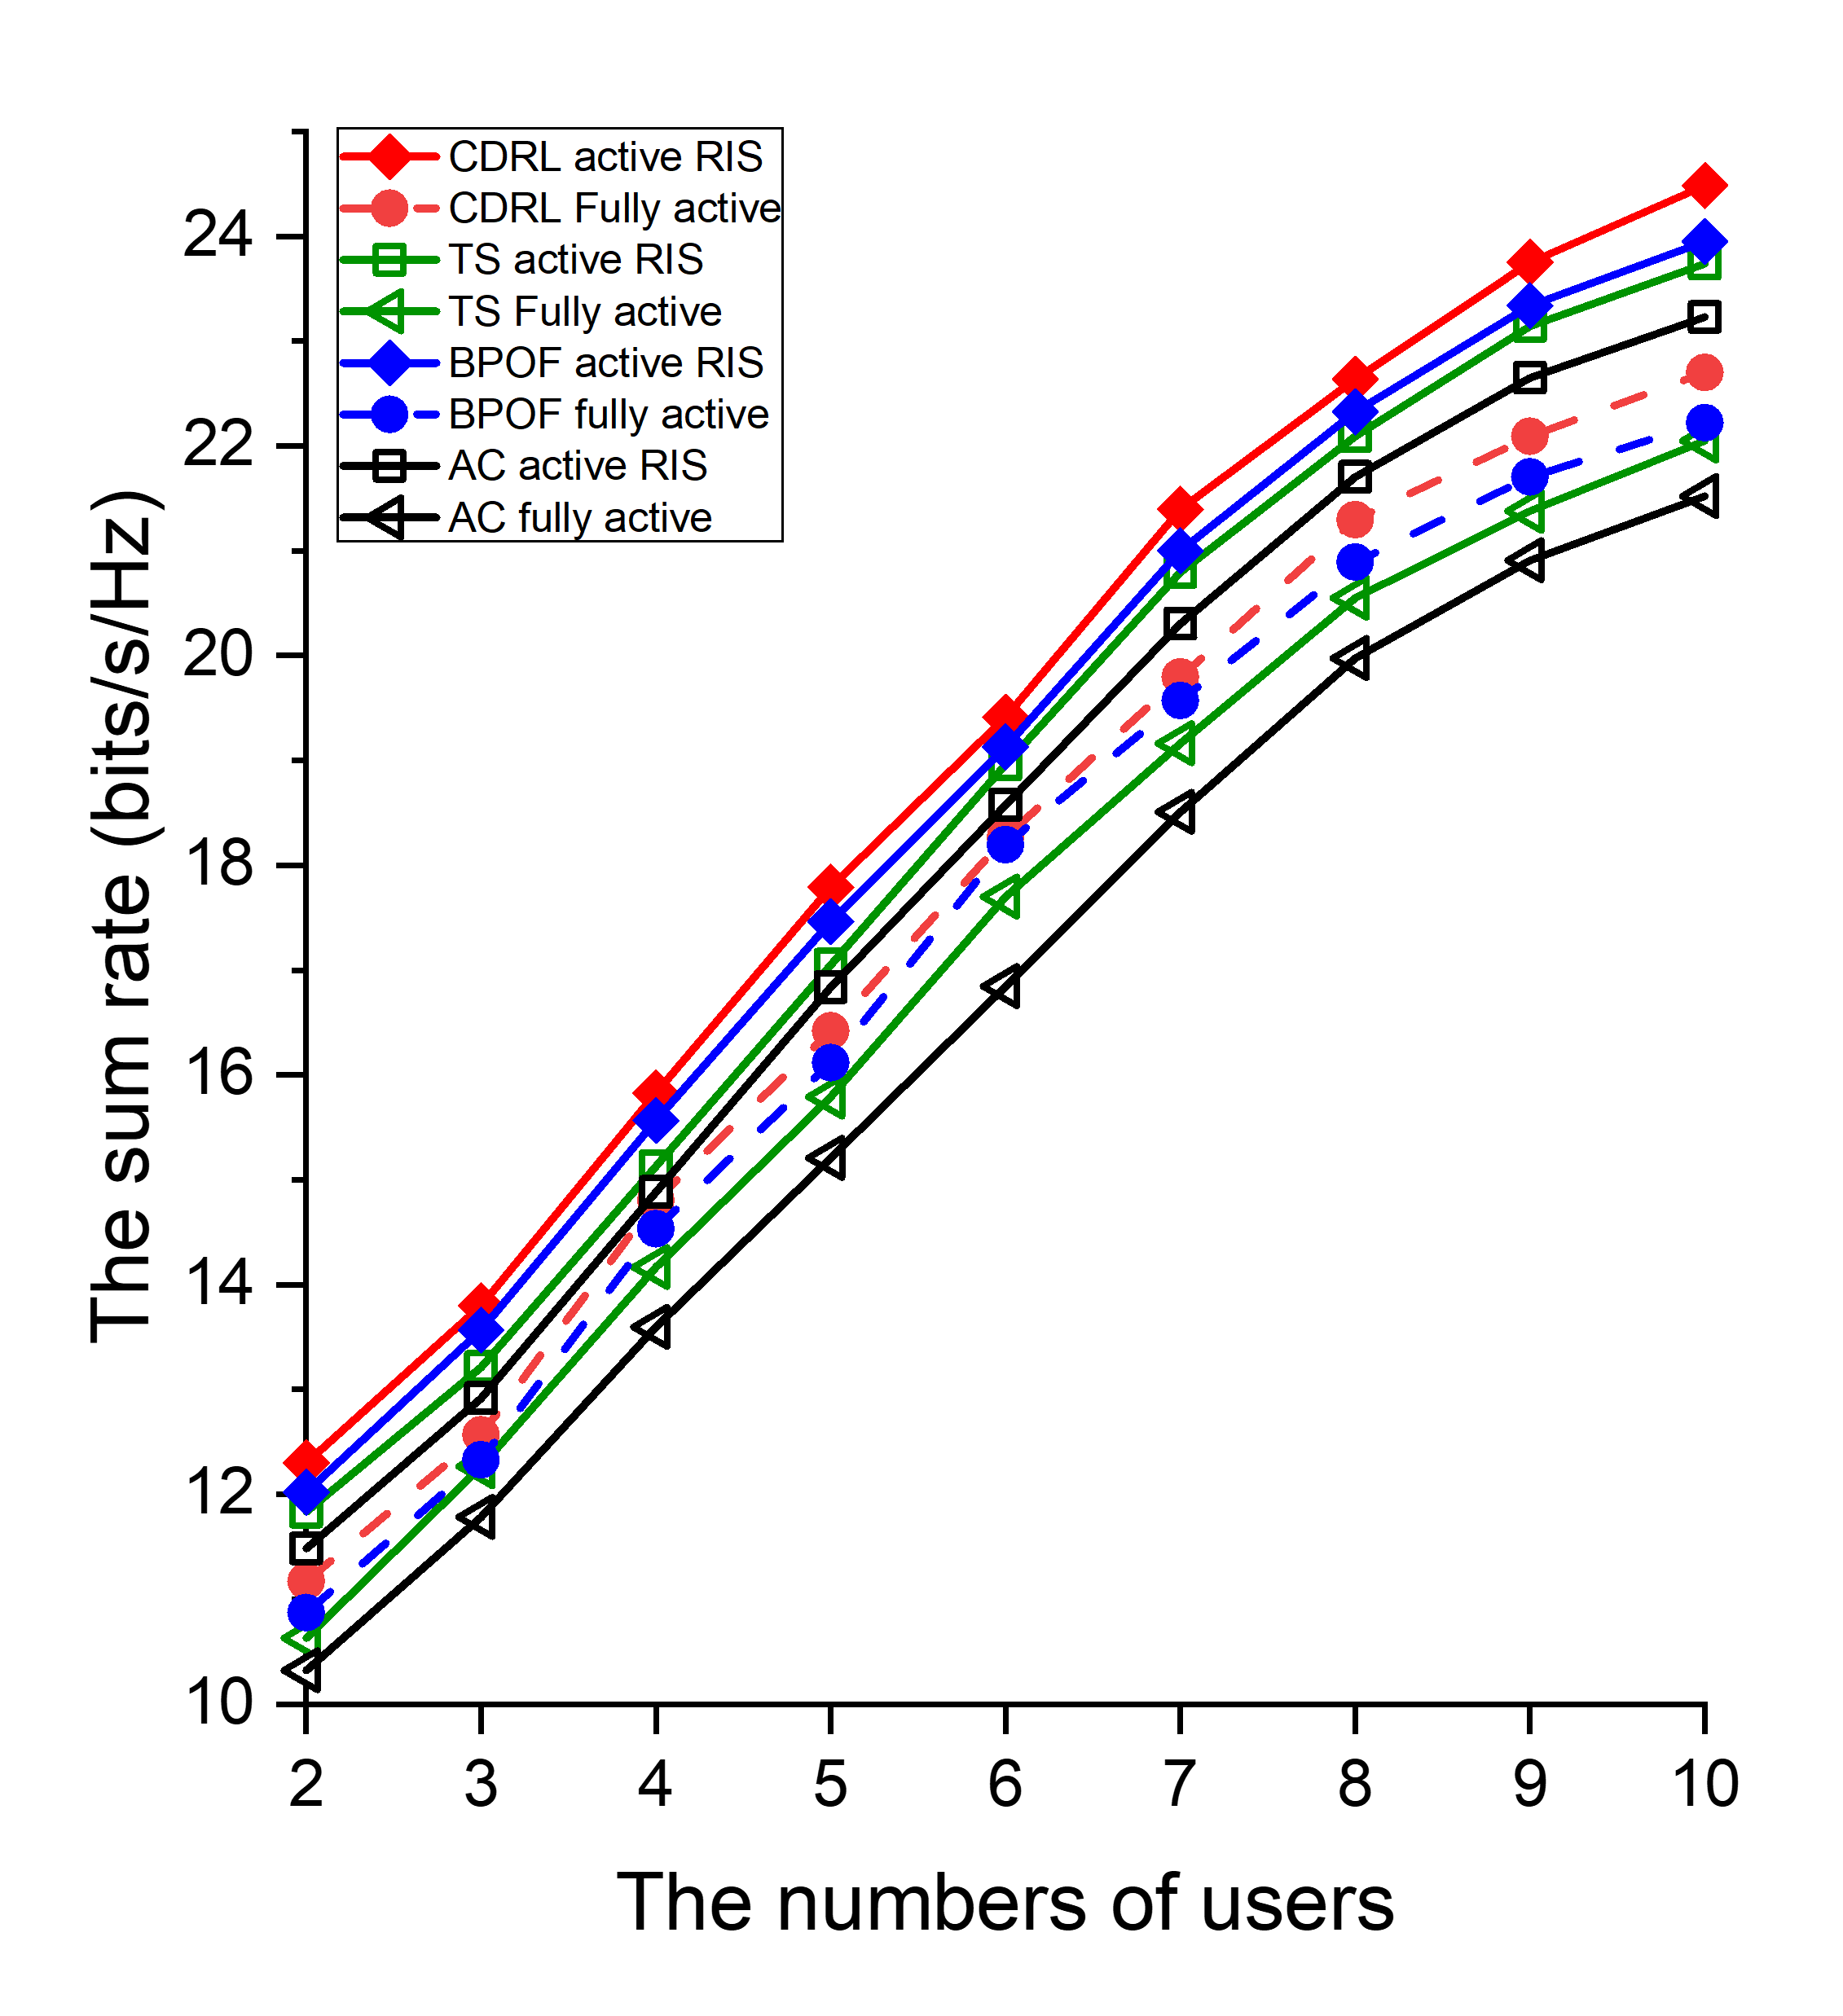 CDRL active RIS
CDRL Fully active
TS active RIS
TS Fully active
BPOF active RIS
BPOF fully active
AC active RIS
AC fully active
The sum rate (bits/s/Hz)
24
22
20
18
16
14
12
10
2 3 4 5 6 7 8 9 10
The numbers of users